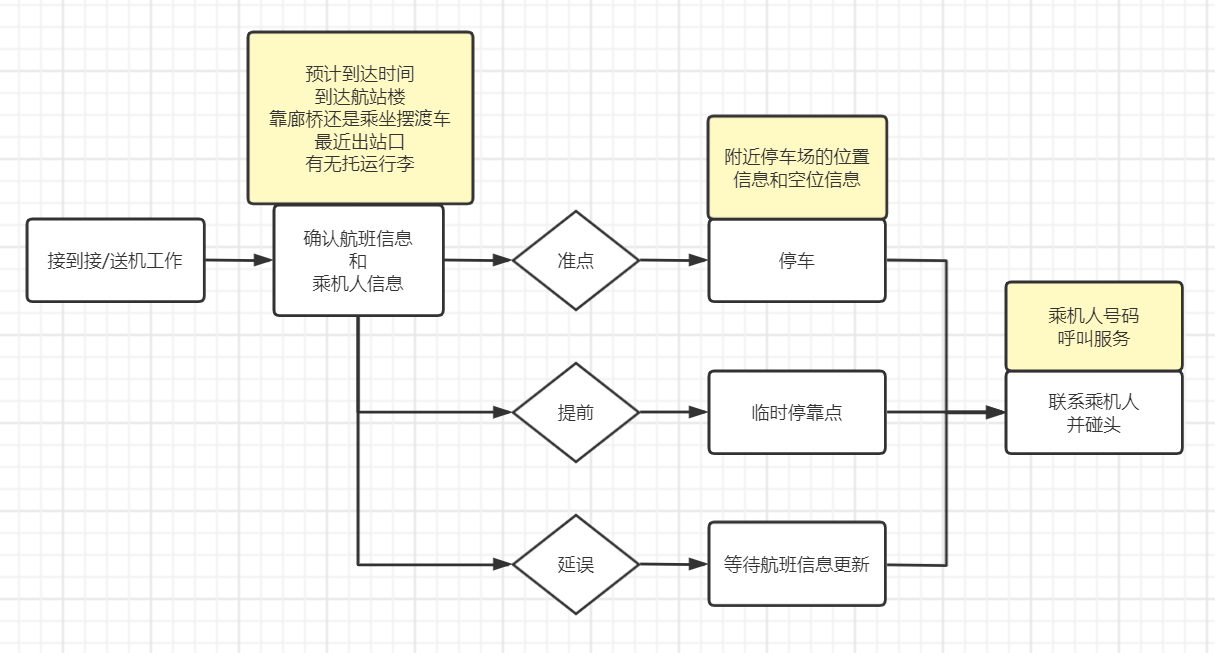 预计到达时间
到达航站楼
靠廊桥还是乘坐摆渡车
最近出站口
有无托运行李
接到接/送机工作
确认航班信息
和
乘机人信息
准点
附近停车场的位置
信息和空位信息
停车
提前
临时停靠点
延误
等待航班信息更新
乘机人号码
呼叫服务
联系乘机人
并碰头